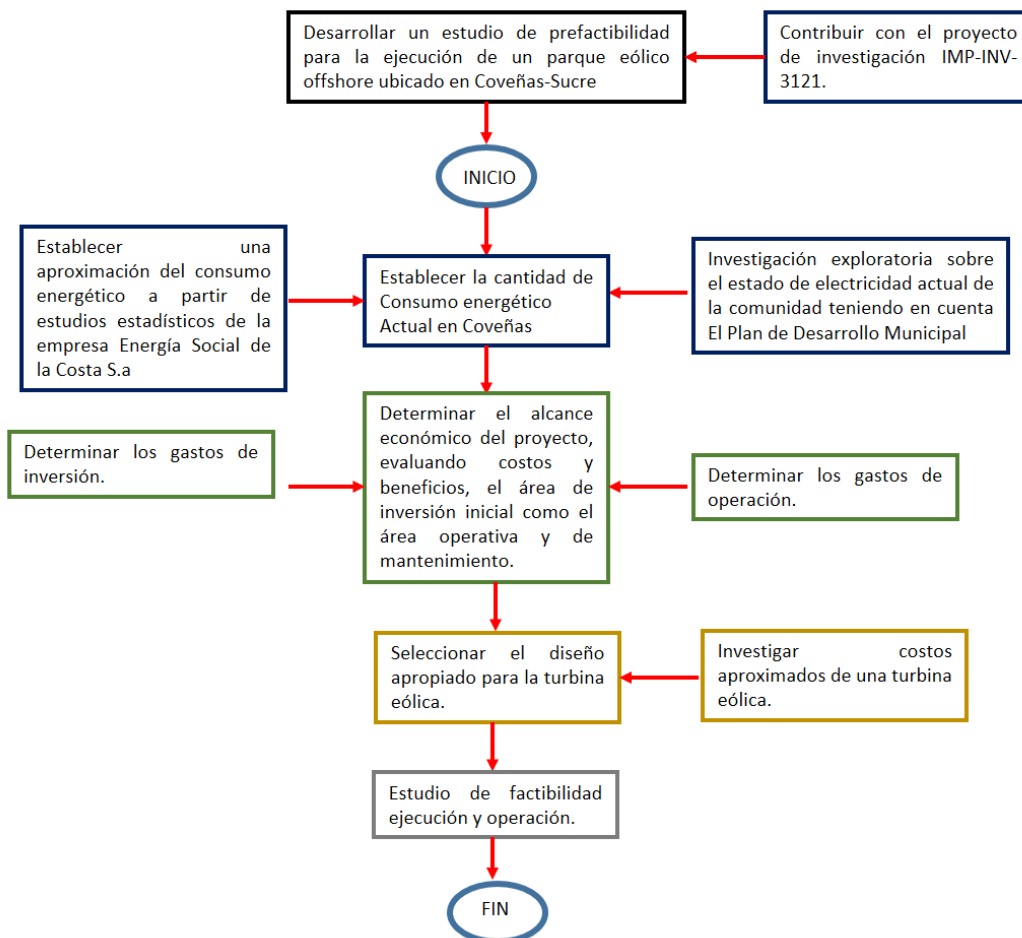 Desarrollar un estudio de prefactibilidad
para la ejecución de un parque eólico
offshore ubicado en Coveñas-Sucre
Contribuir con el proyecto
de investigación IMP-INV-
3121.
INICIO
Establecer una
aproximación del consumo
energético a partir de
estudios estadísticos de la
empresa Energía Social de
la Costa S.a
Establecer la cantidad de
Consumo energético
Actual en Coveñas
Investigación exploratoria sobre
el estado de electricidad actual de
la comunidad teniendo en cuenta
El Plan de Desarrollo Municipal
Determinar los gastos de
inversión.
Determinar el alcance
económico del proyecto,
evaluando costos y
beneficios, el área de
inversión inicial como el
área operativa y de
mantenimiento.
Determinar los gastos de
operación.
Seleccionar el diseño
apropiado para la turbina
eólica.
Investigar costos
aproximados de una turbina
eólica.
Estudio de factibilidad
ejecución y operación.
FIN